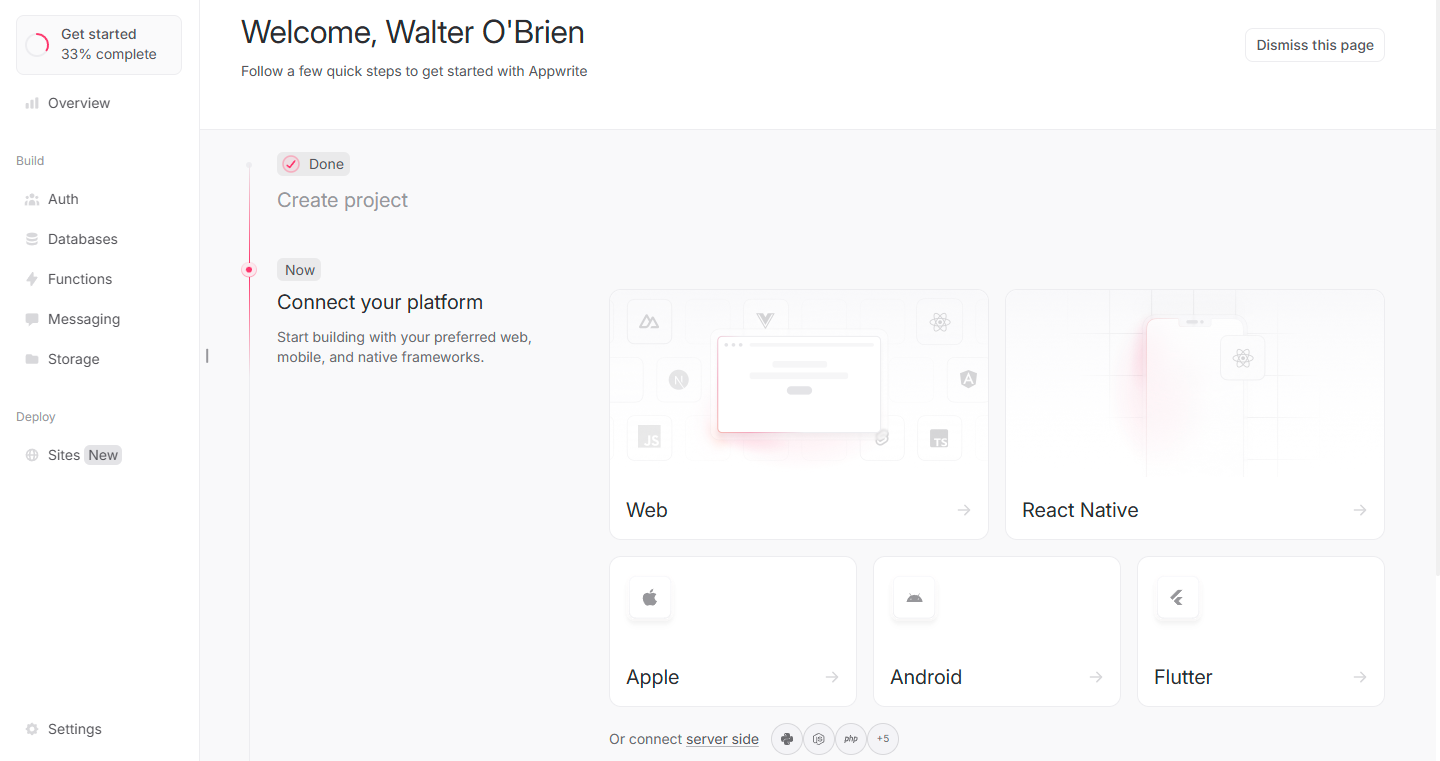 Get started
33% complete
Overview
Build
Auth
Databases
Functions
Messaging
Storage
Deploy
Sites New
Settings
Welcome, Walter O'Brien
Follow a few quick steps to get started with Appwrite
Dismiss this page
Done
Create project
Now
Connect your platform
Start building with your preferred web,
mobile, and native frameworks.
N
JS
TS
Web
React Native
Apple
Android
Flutter
Or connect server side
php
+5